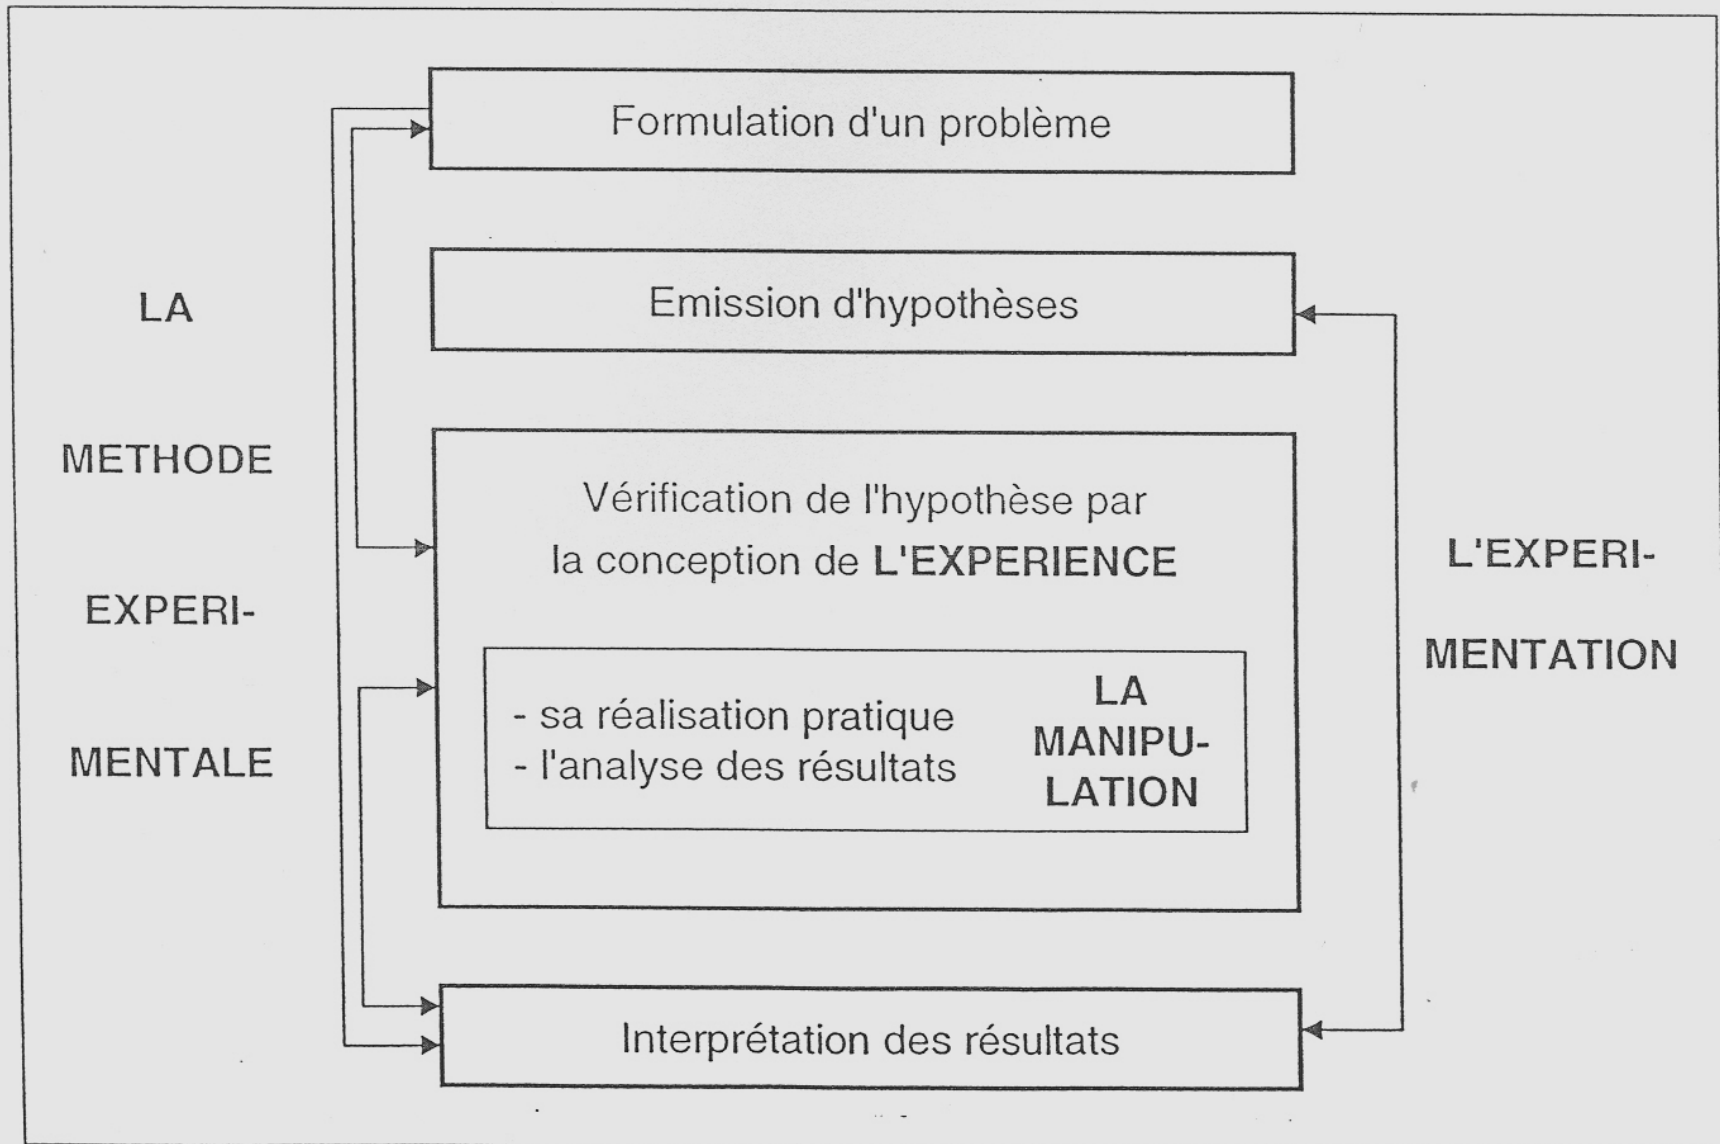 Formulation d'un problème
Emission d'hypothèses
LA
METHODE
EXPERI-
MENTALE
Vérification de l'hypothèse par
la conception de L'EXPERIENCE
- sa réalisation pratique
- l'analyse des résultats
LA
MANIPU-
LATION
L'EXPERI-
MENTATION
Interprétation des résultats